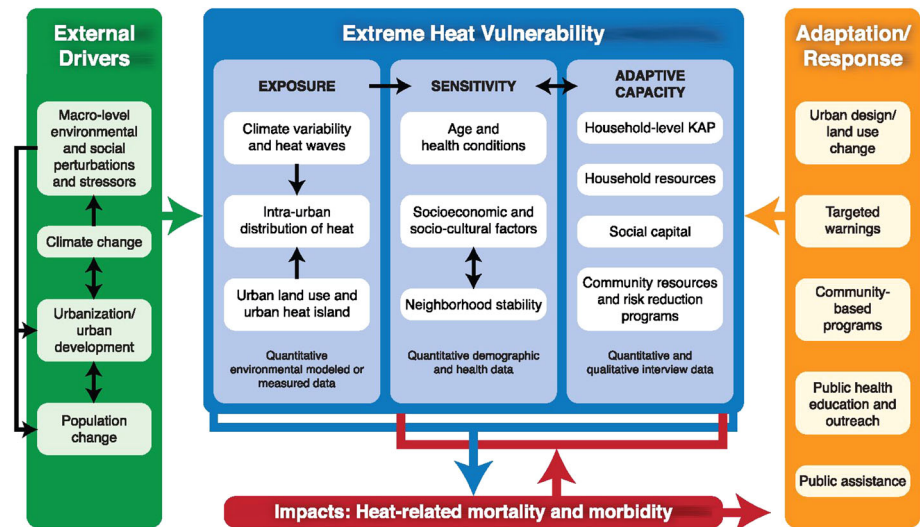 External
Drivers
Macro-level
environmental
and social
perturbations
and stressors
Climate change
Urbanization/
urban
development
Population
change
Extreme Heat Vulnerability
EXPOSURE
Climate variability
and heat waves
Intra-urban
distribution of heat
Urban land use and
urban heat island
Quantitative
environmental modeled or
measured data
SENSITIVITY
Age and
health conditions
Socioeconomic and
socio-cultural factors
Neighborhood stability
Quantitative demographic
and health data
ADAPTIVE
CAPACITY
Household-level KAP
Household resources
Social capital
Community resources
and risk reduction
programs
Quantitative and
qualitative interview data
Impacts: Heat-related mortality and morbidity
Adaptation/
Response
Urban design/
land use
change
Targeted
warnings
Community-
based
programs
Public health
education and
outreach
Public assistance